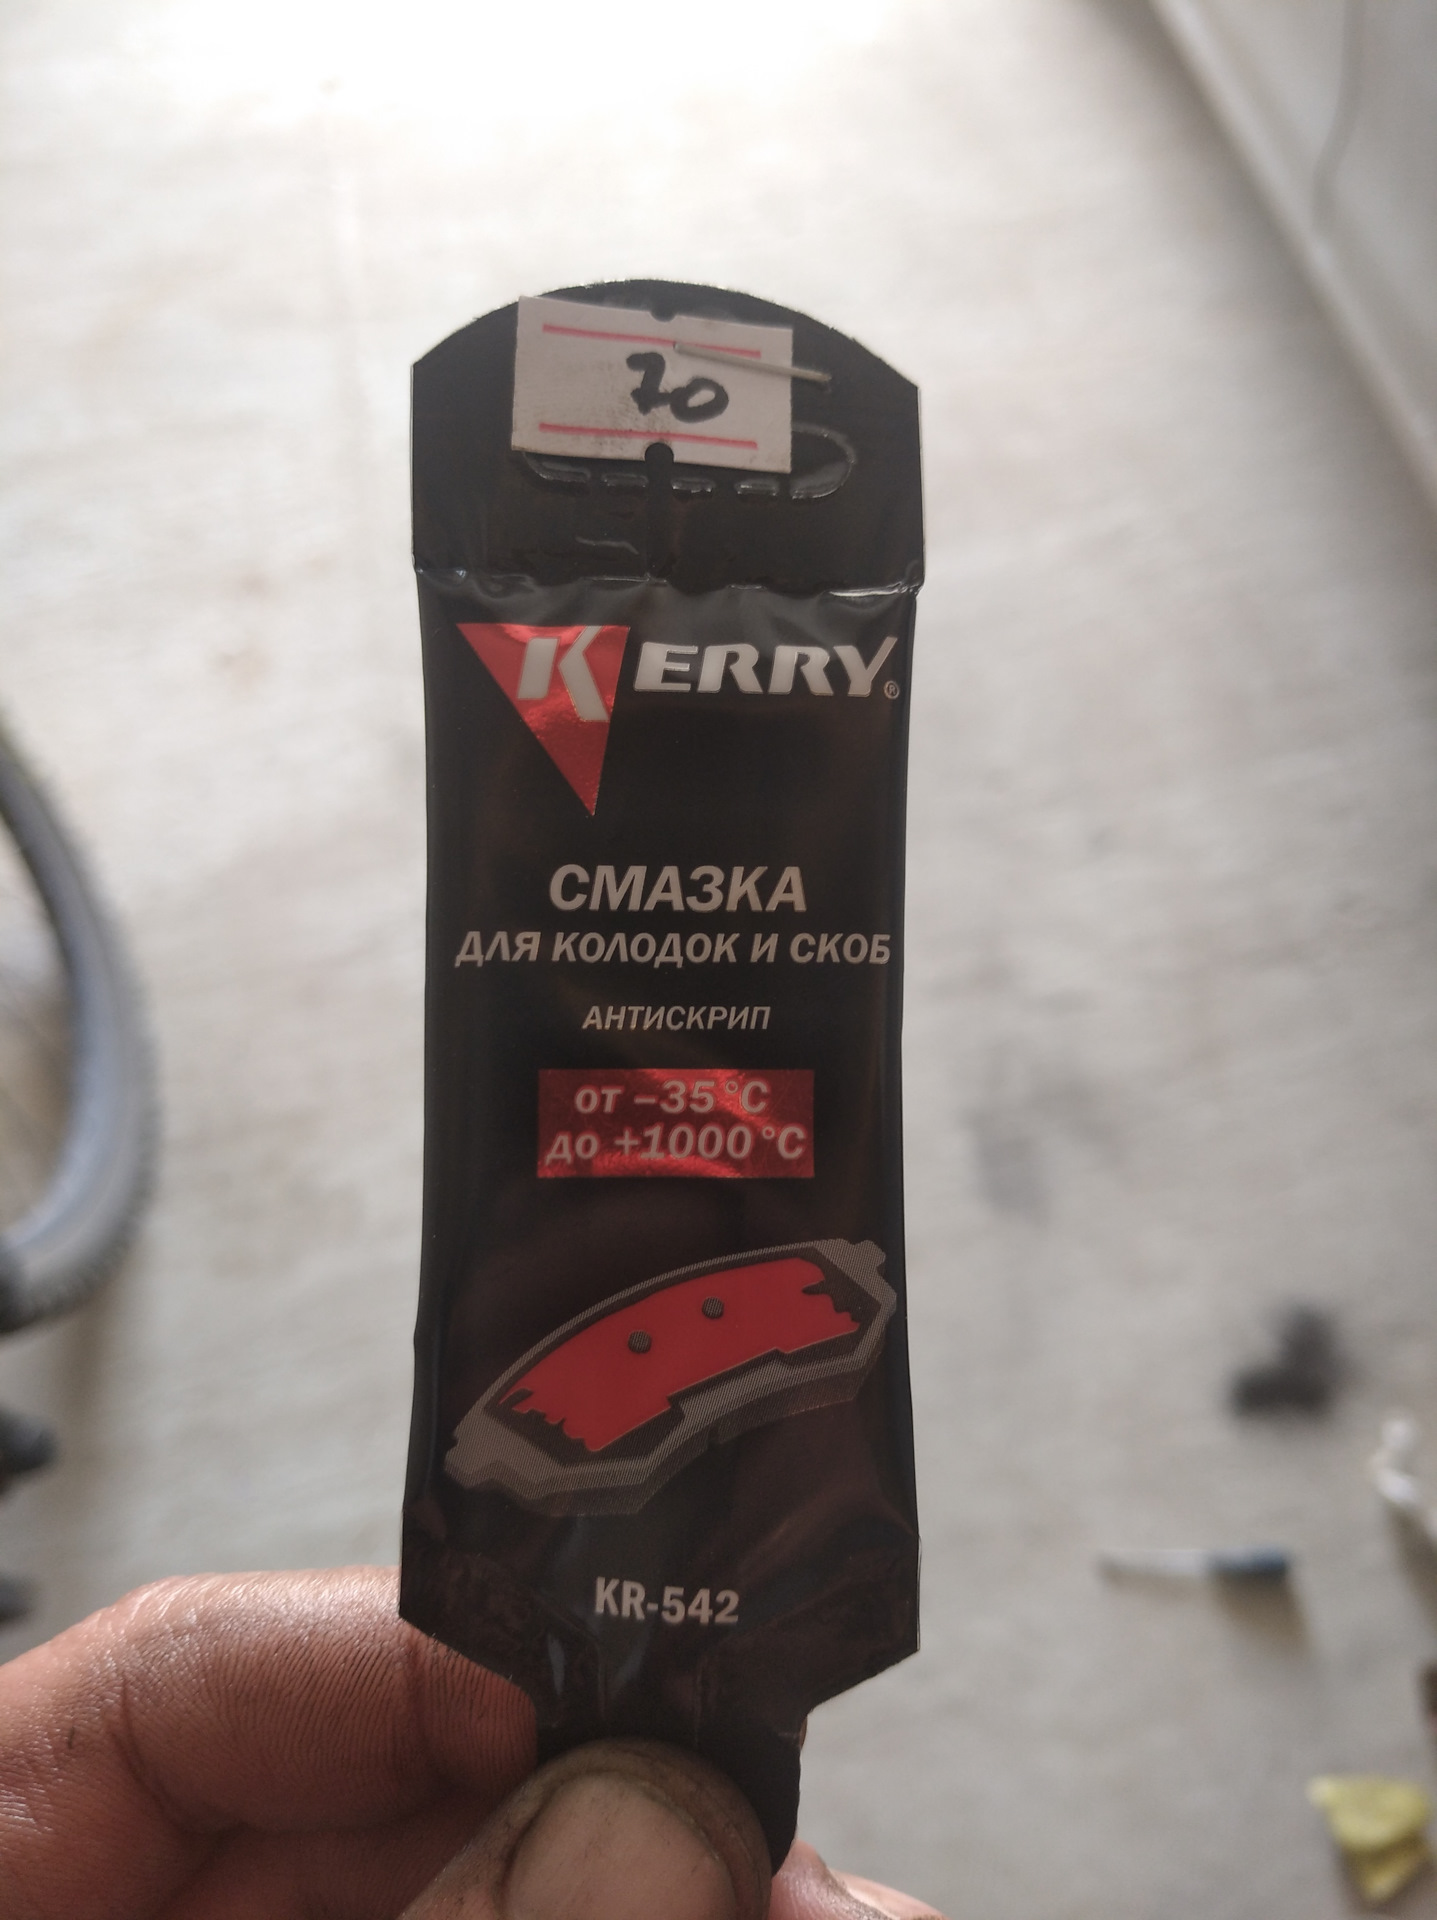 70
KERRY®
СМАЗКА
ДЛЯ КОЛОДОК И СКОБ
АНТИСКРИП
от –35°C
до +1000°C
KR-542